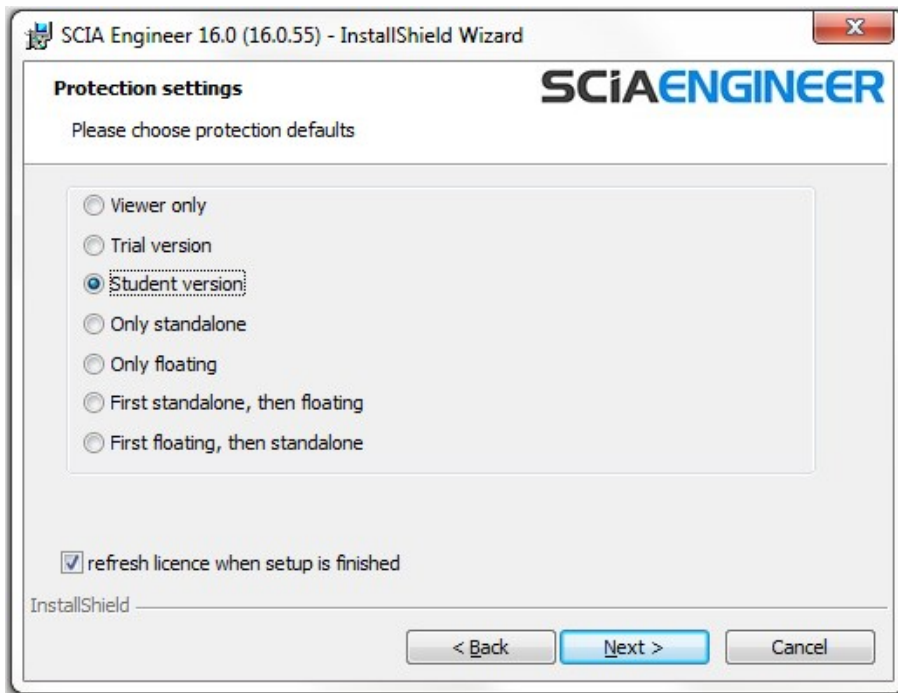 SCIA Engineer 16.0 (16.0.55) - InstallShield Wizard
Protection settings
SCiAENGINEER
Please choose protection defaults
Viewer only
Trial version
Student version
Only standalone
Only floating
First standalone, then floating
First floating, then standalone
refresh licence when setup is finished
InstallShield
< Back
Next >
Cancel